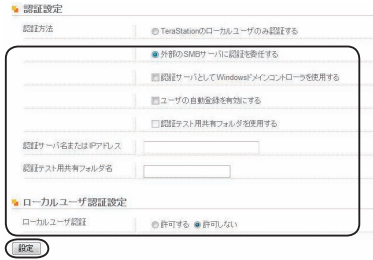 認証設定
認証方法
TeraStationのローカルユーザのみ認証する
外部のSMBサーバに認証を委任する
認証サーバとしてWindowsドメインコントローラを使用する
ユーザの自動登録を有効にする
認証テスト用共有フォルダを使用する
認証サーバ名またはIPアドレス
認証テスト用共有フォルダ名
ローカルユーザ認証設定
ローカルユーザ認証
許可する 許可しない
設定